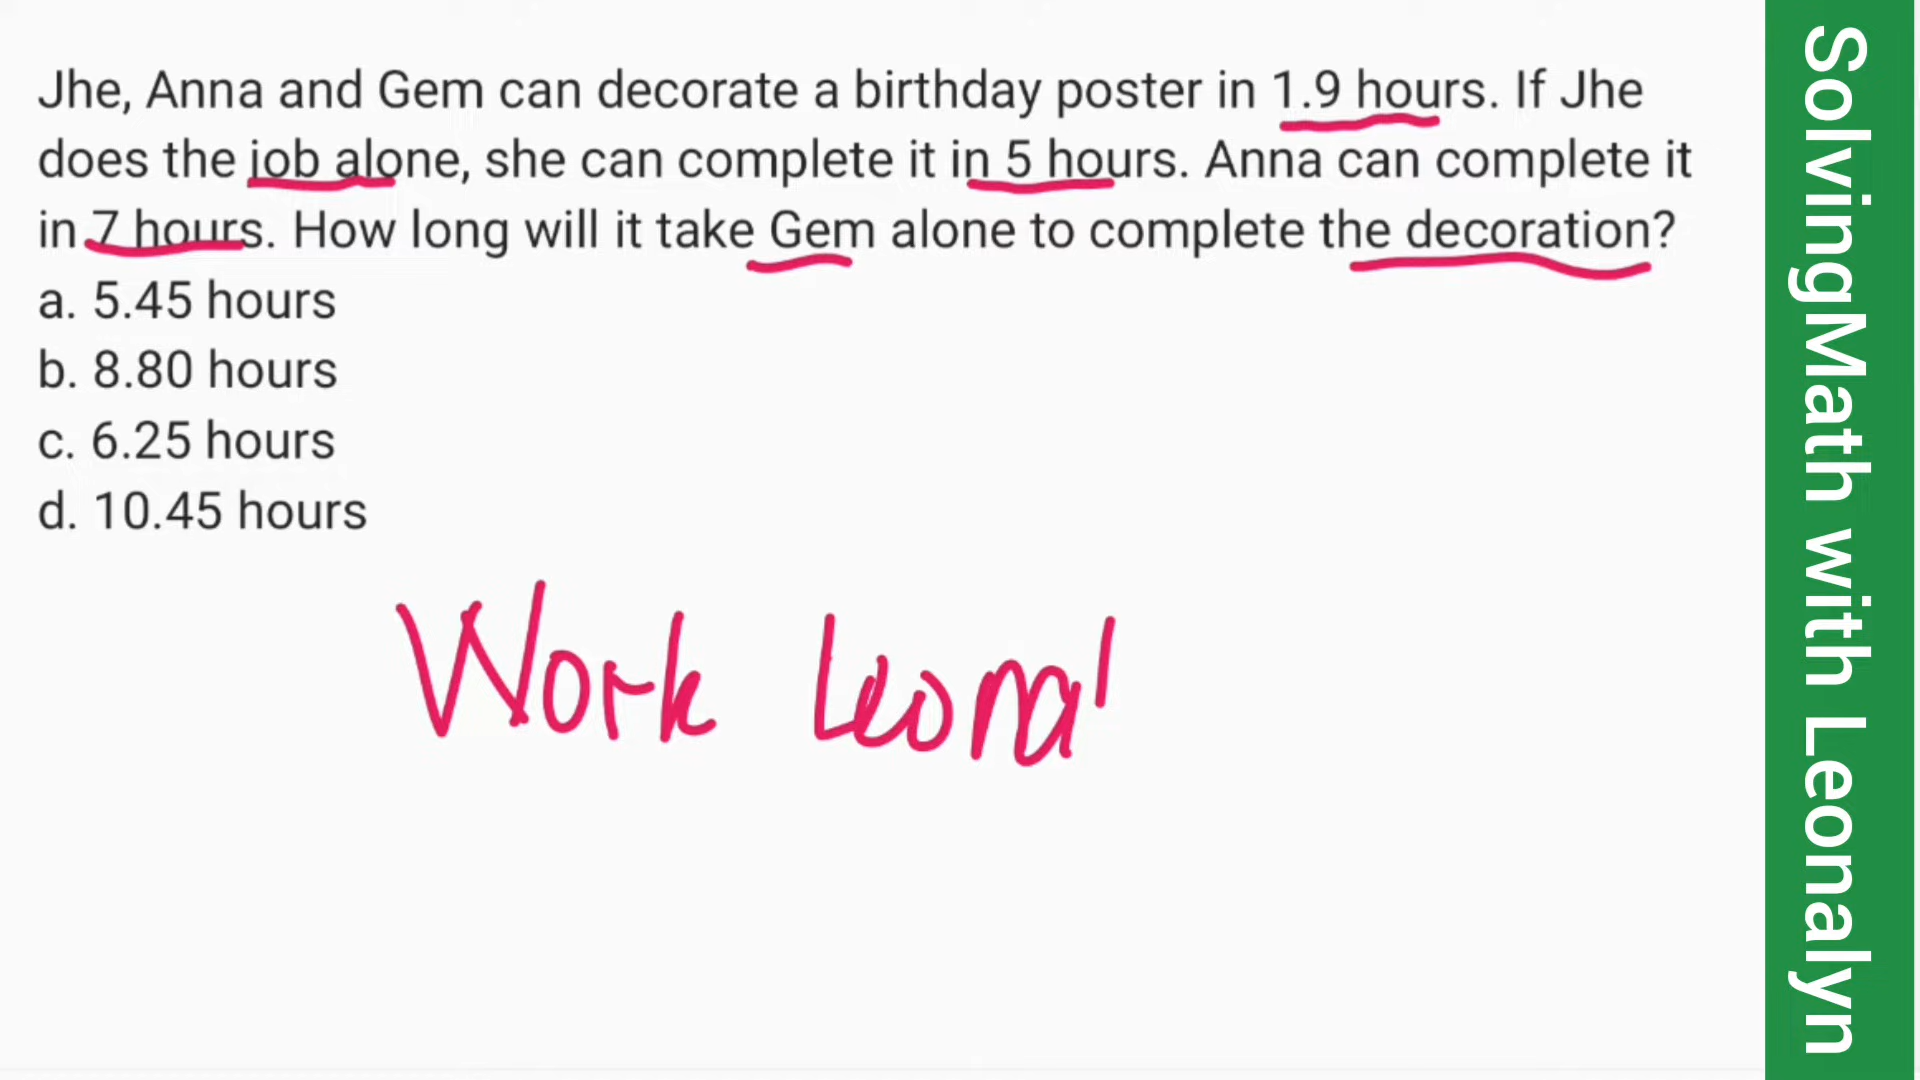 Jhe, Anna and Gem can decorate a birthday poster in 1.9 hours. If Jhe
does the job alone, she can complete it in 5 hours. Anna can complete it
in 7 hours. How long will it take Gem alone to complete the decoration?
a. 5.45 hours
b. 8.80 hours
c. 6.25 hours
d. 10.45 hours
Work Leonal
SolvingMath with Leonalyn